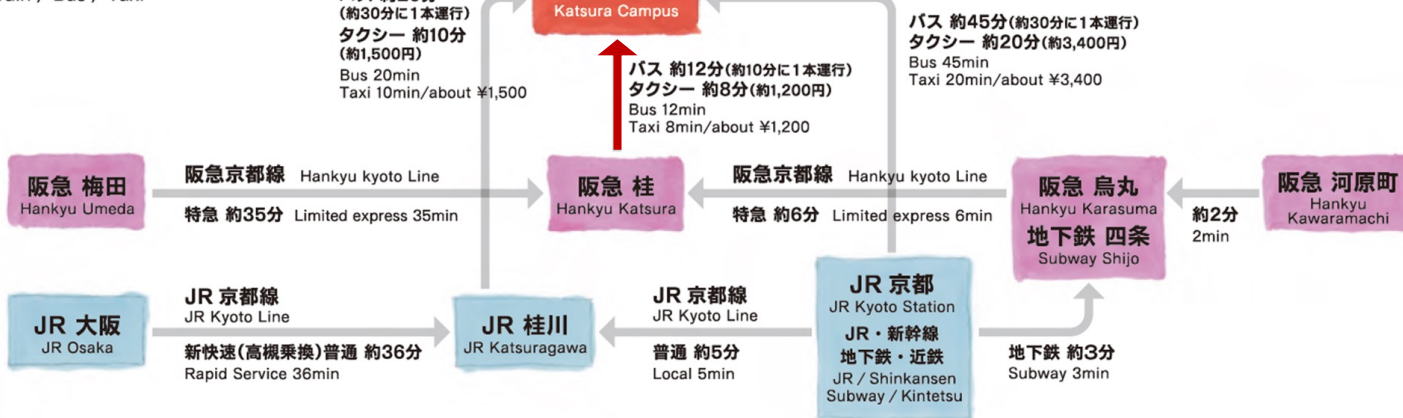 (約30分に1本運行)
タクシー 約10分
(約1,500円)
Bus 20min
Taxi 10min/about ¥1,500
Katsura Campus
バス 約45分(約30分に1本運行)
タクシー 約20分(約3,400円)
Bus 45min
Taxi 20min/about ¥3,400
バス 約12分(約10分に1本運行)
タクシー 約8分(約1,200円)
Bus 12min
Taxi 8min/about ¥1,200
阪急 梅田
Hankyu Umeda
阪急京都線 Hankyu kyoto Line
特急 約35分 Limited express 35min
阪急 桂
Hankyu Katsura
阪急京都線 Hankyu kyoto Line
特急 約6分 Limited express 6min
阪急 烏丸
Hankyu Karasuma
地下鉄 四条
Subway Shijo
約2分
2min
阪急 河原町
Hankyu
Kawaramachi
JR 大阪
JR Osaka
JR 京都線
JR Kyoto Line
新快速(高槻乗換)普通 約36分
Rapid Service 36min
JR 桂川
JR Katsuragawa
JR 京都線
JR Kyoto Line
普通 約5分
Local 5min
JR 京都
JR Kyoto Station
JR・新幹線
地下鉄・近鉄
JR / Shinkansen
Subway / Kintetsu
地下鉄 約3分
Subway 3min